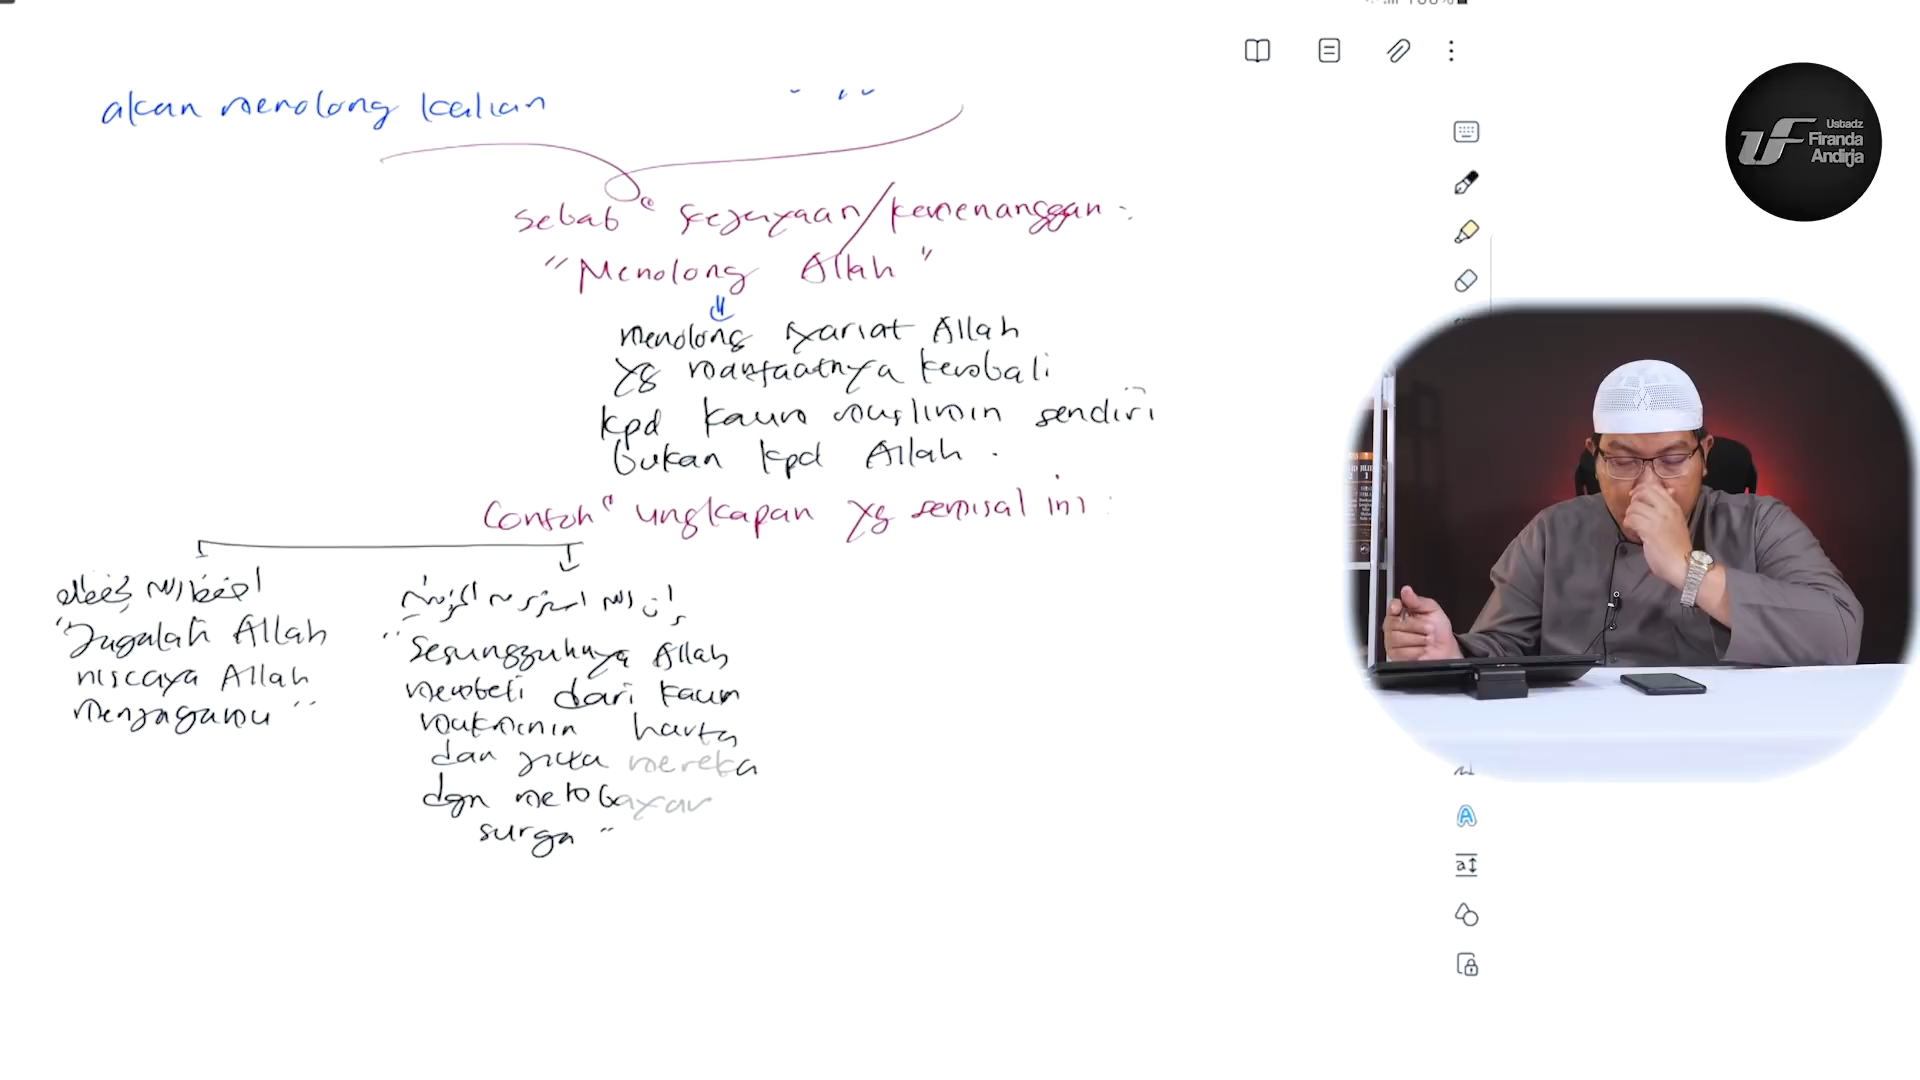 akan menolong kalian
sebab" kejayaan/kemenanggan :
"Menolong Allah"
menolong syariat Allah
yg manfaatnya kembali
kpd kaum muslimin sendiri
bukan kpd Allah .
Contoh" ungkapan yg semisal ini :
احفظ الله يحفظك
"Jagalah Allah
niscaya Allah
menjagamu"
إن الله اشترى من المؤمنين
"Sesungguhnya Allah
membeli dari kaum
mukminin harta
dan jiwa mereka
dgn membayar
surga"
Ustadz
Firanda
Andirja